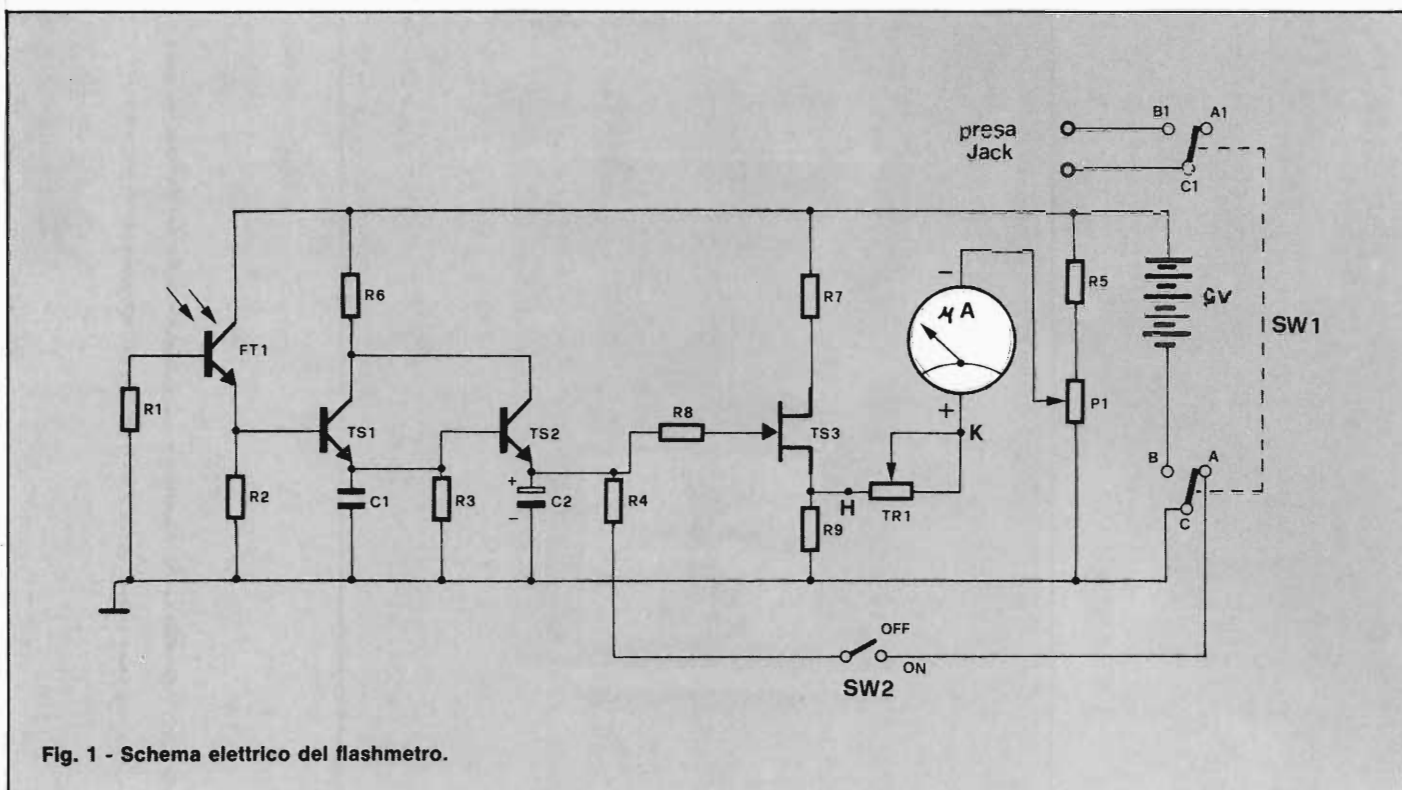 presa
Jack
B1
A1
C1
SW1
R6
R7
R5
- 
μA
9V
FT1
R1
TS1
TS2
R8
TS3
+
K
P1
B
A
C
R2
C1
R3
+
C2
-
R4
H
TR1
R9
OFF
ON
SW2
Fig. 1 - Schema elettrico del flashmetro.